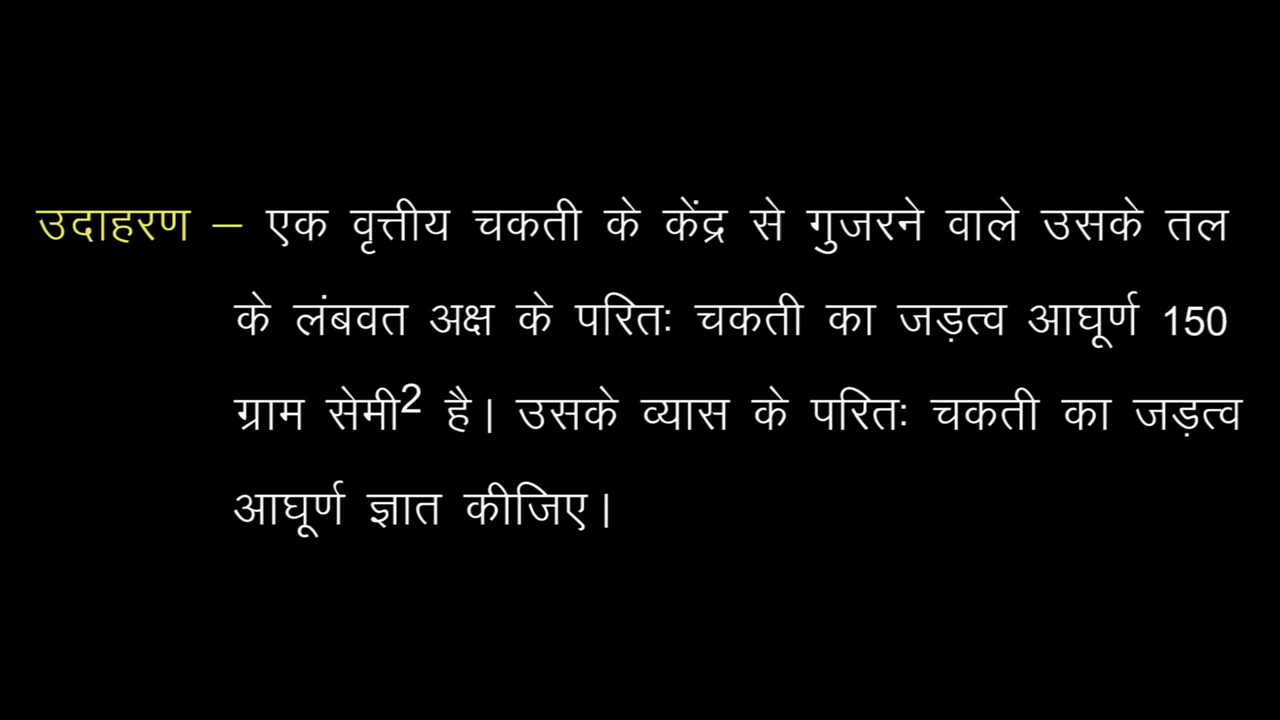 उदाहरण – एक वृत्तीय चकती के केंद्र से गुजरने वाले उसके तल
के लंबवत अक्ष के परितः चकती का जड़त्व आघूर्ण 150
ग्राम सेमी² है। उसके व्यास के परितः चकती का जड़त्व
आघूर्ण ज्ञात कीजिए।